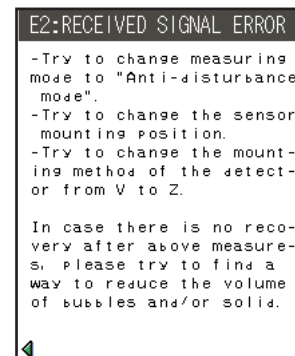 E2:RECEIVED SIGNAL ERROR
-Try to change measuring
mode to "Anti-disturbance
mode".
-Try to change the sensor
mounting position.
-Try to change the mount-
ing method of the detect-
or from V to Z.
In case there is no reco-
very after above measure-
s, please try to find a
way to reduce the volume
of bubbles and/or solid.